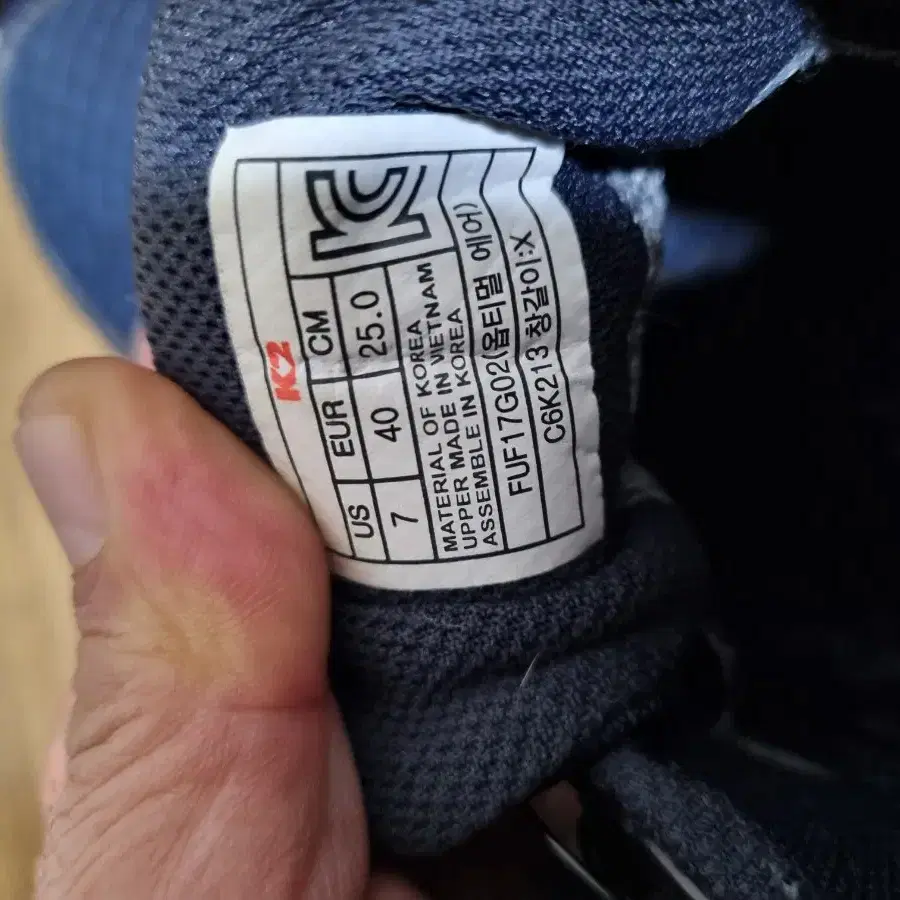 K2
KC
US EUR CM
7 40 25.0
MATERIAL OF KOREA
UPPER MADE IN VIETNAM
ASSEMBLE IN KOREA
FUF17G02(옵티멀 에어)
C6K213 창갈이:X